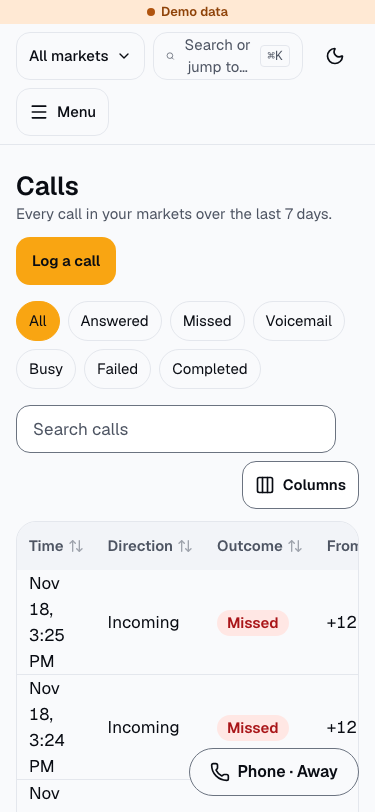 Demo data
All markets
Search or
jump to...
⌘K
Menu
Calls
Every call in your markets over the last 7 days.
Log a call
All Answered Missed Voicemail
Busy Failed Completed
Search calls
Columns
Time Direction Outcome From
Nov
18,
3:25
PM
Incoming Missed +12
Nov
18,
3:24
PM
Incoming Missed +12
Nov
Phone · Away